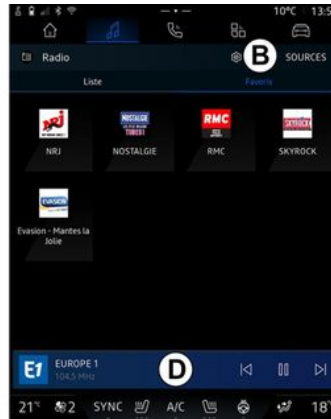 10°C 13:5
Radio
B
SOURCES
Liste
Favoris
NRJ
NOSTALGIE
RMC
SKYROCK
NRJ
NOSTALGIE
RMC
SKYROCK
EVASION
Evasion - Mantes la
Jolie
E1
EUROPE 1
104.5 MHz
D
21°c
2
SYNC
A/C
18°